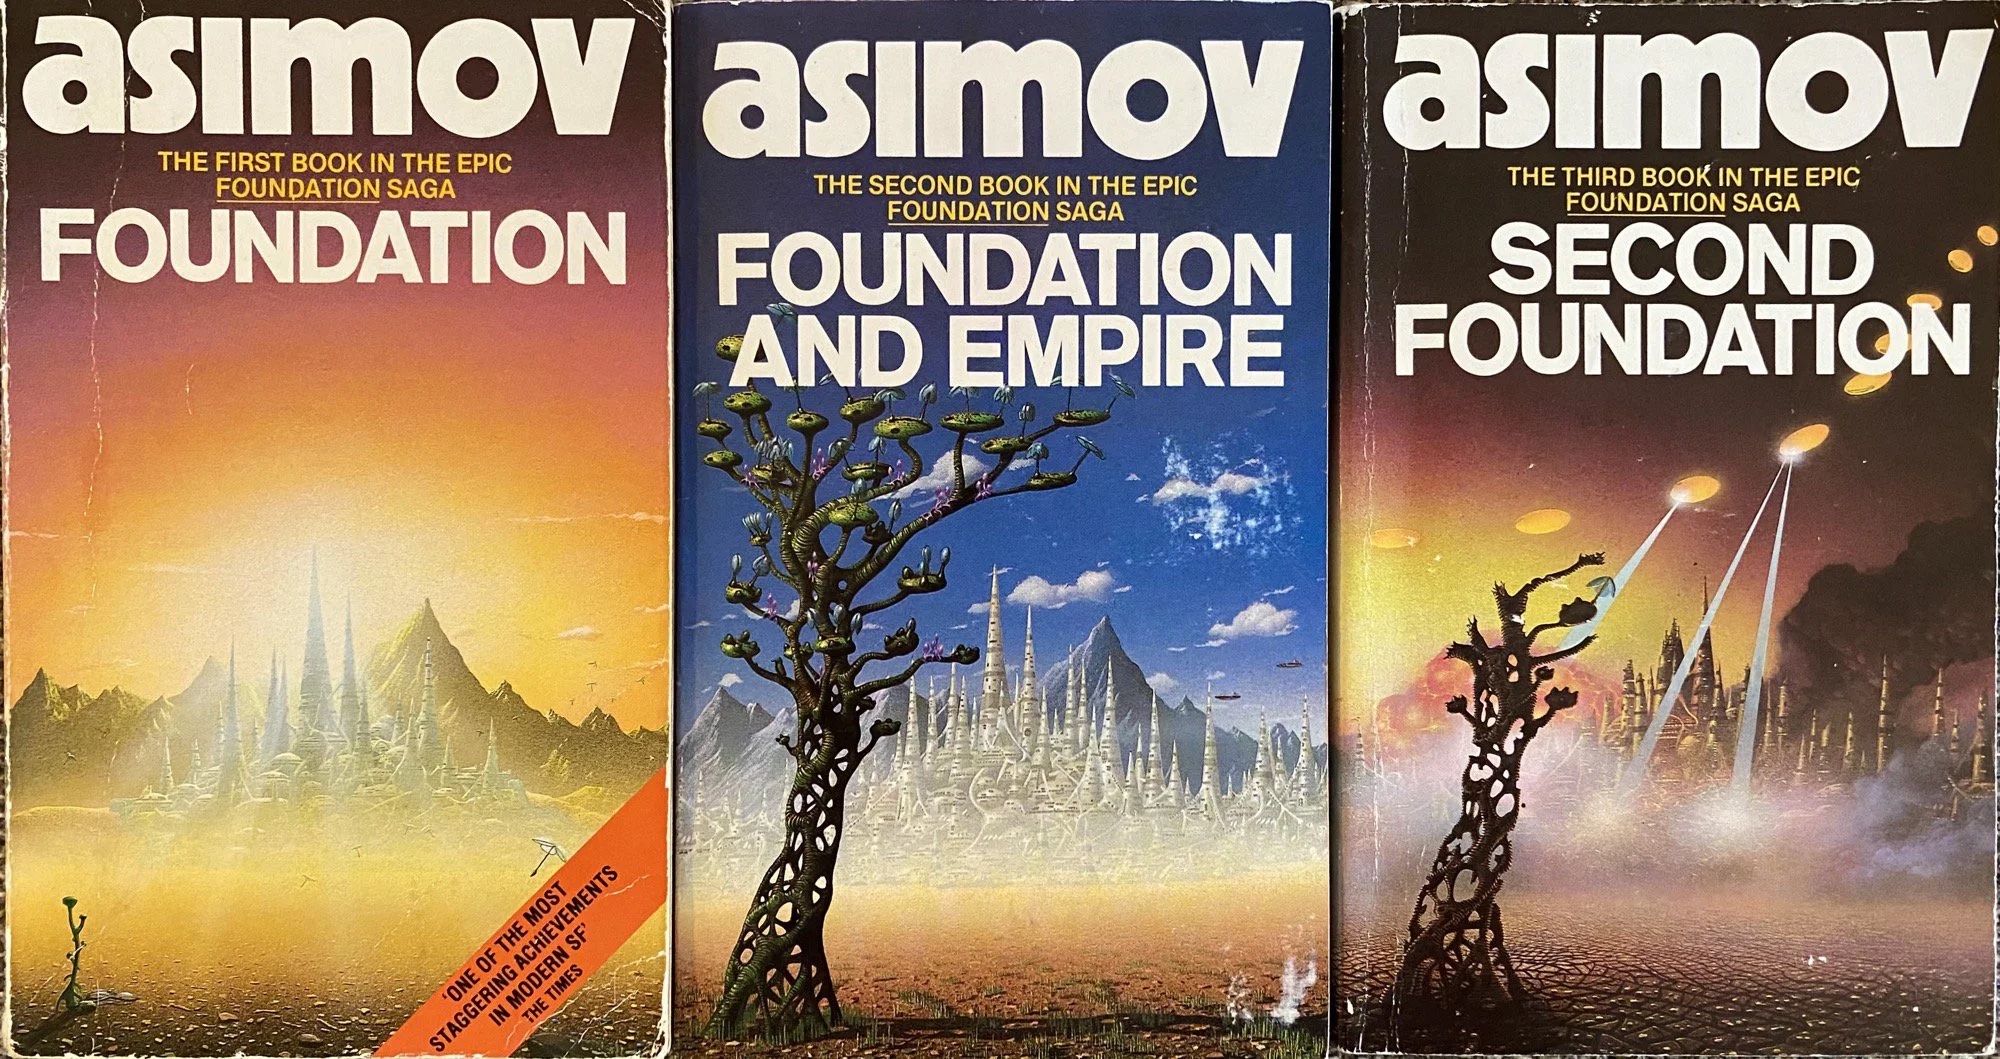 asimov
THE FIRST BOOK IN THE EPIC
FOUNDATION SAGA
FOUNDATION
'ONE OF THE MOST
STAGGERING ACHIEVEMENTS
IN MODERN SF'
THE TIMES
asimov
THE SECOND BOOK IN THE EPIC
FOUNDATION SAGA
FOUNDATION
AND EMPIRE
asimov
THE THIRD BOOK IN THE EPIC
FOUNDATION SAGA
SECOND
FOUNDATION